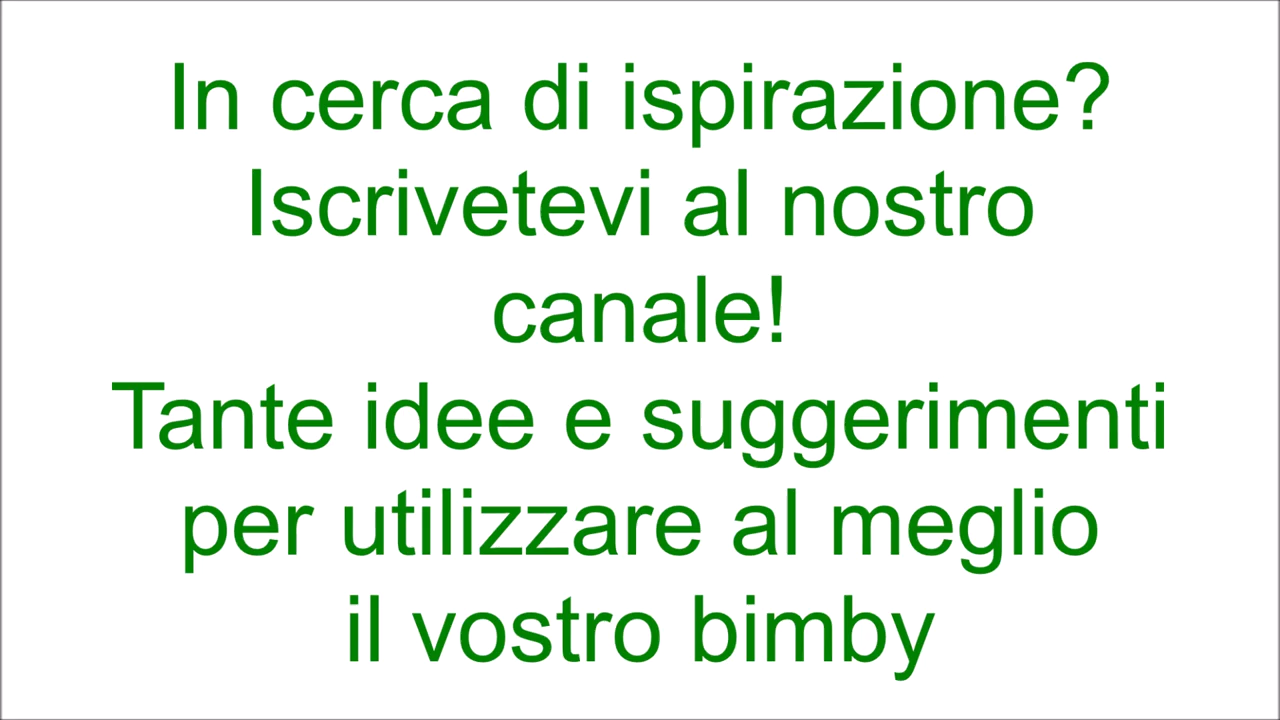 In cerca di ispirazione?
Iscrivetevi al nostro
canale!
Tante idee e suggerimenti
per utilizzare al meglio
il vostro bimby